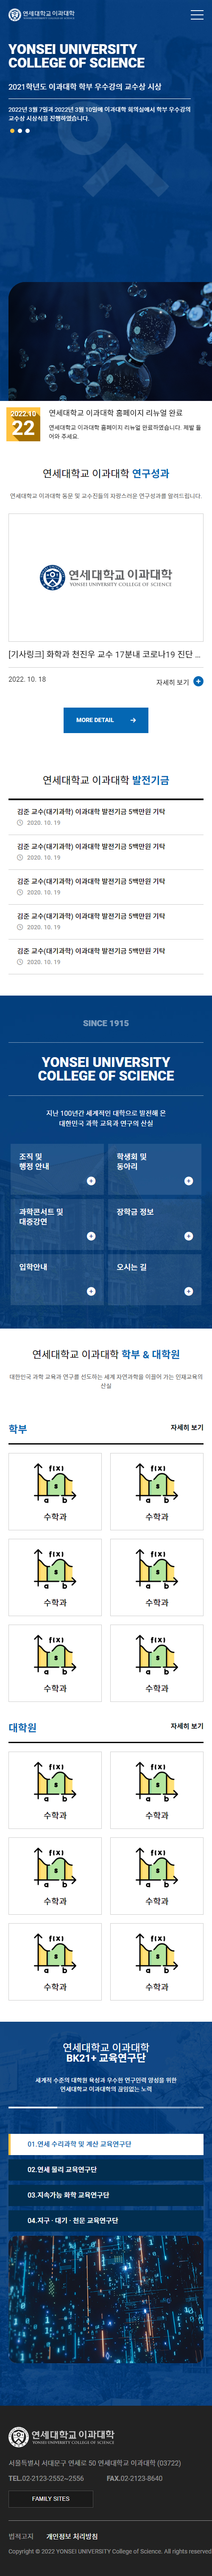 연세대학교 이과대학
YONSEI UNIVERSITY COLLEGE OF SCIENCE
YONSEI UNIVERSITY
COLLEGE OF SCIENCE
2021학년도 이과대학 학부 우수강의 교수상 시상
2022년 3월 7일과 2022년 3월 10일에 이과대학 회의실에서 학부 우수강의
교수상 시상식을 진행하였습니다.
2022.10
22
연세대학교 이과대학 홈페이지 리뉴얼 완료
연세대학교 이과대학 홈페이지 리뉴얼 완료하였습니다. 제발 들
어와 주세요.
연세대학교 이과대학 연구성과
연세대학교 이과대학 동문 및 교수진들의 자랑스러운 연구성과를 알려드립니다.
연세대학교 이과대학
YONSEI UNIVERSITY COLLEGE OF SCIENCE
[기사링크] 화학과 천진우 교수 17분내 코로나19 진단 ...
2022. 10. 18
자세히 보기
MORE DETAIL
연세대학교 이과대학 발전기금
김준 교수(대기과학) 이과대학 발전기금 5백만원 기탁
2020. 10. 19
김준 교수(대기과학) 이과대학 발전기금 5백만원 기탁
2020. 10. 19
김준 교수(대기과학) 이과대학 발전기금 5백만원 기탁
2020. 10. 19
김준 교수(대기과학) 이과대학 발전기금 5백만원 기탁
2020. 10. 19
김준 교수(대기과학) 이과대학 발전기금 5백만원 기탁
2020. 10. 19
SINCE 1915
YONSEI UNIVERSITY
COLLEGE OF SCIENCE
지난 100년간 세계적인 대학으로 발전해 온
대한민국 과학 교육과 연구의 산실
조직 및
행정 안내
학생회 및
동아리
과학콘서트 및
대중강연
장학금 정보
입학안내
오시는 길
연세대학교 이과대학 학부 & 대학원
대한민국 과학 교육과 연구를 선도하는 세계 자연과학을 이끌어 가는 인재교육의
산실
학부
자세히 보기
f(x)
s
a b
수학과
f(x)
s
a b
수학과
f(x)
s
a b
수학과
f(x)
s
a b
수학과
f(x)
s
a b
수학과
f(x)
s
a b
수학과
대학원
자세히 보기
f(x)
s
a b
수학과
f(x)
s
a b
수학과
f(x)
s
a b
수학과
f(x)
s
a b
수학과
f(x)
s
a b
수학과
f(x)
s
a b
수학과
연세대학교 이과대학
BK21+ 교육연구단
세계적 수준의 대학원 육성과 우수한 연구인력 양성을 위한
연세대학교 이과대학의 끊임없는 노력
01.연세 수리과학 및 계산 교육연구단
02.연세 물리 교육연구단
03.지속가능 화학 교육연구단
04.지구 · 대기 · 천문 교육연구단
연세대학교 이과대학
YONSEI UNIVERSITY COLLEGE OF SCIENCE
서울특별시 서대문구 연세로 50 연세대학교 이과대학 (03722)
TEL.02-2123-2552~2556
FAX.02-2123-8640
FAMILY SITES
법적고지
개인정보 처리방침
Copyright © 2022 YONSEI UNIVERSITY College of Science. All rights reserved.